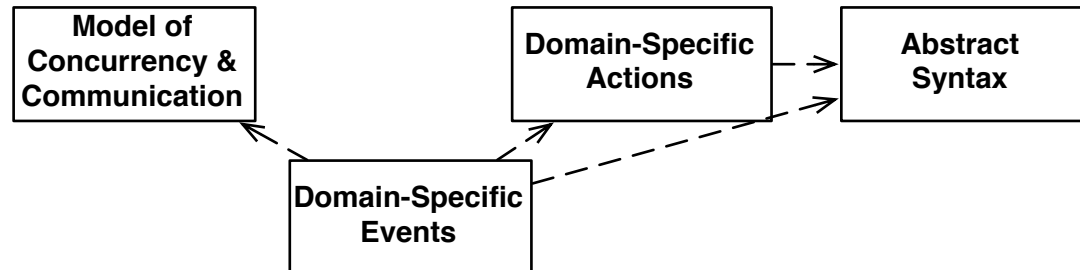 Model of
Concurrency &
Communication
Domain-Specific
Actions
Abstract
Syntax
Domain-Specific
Events